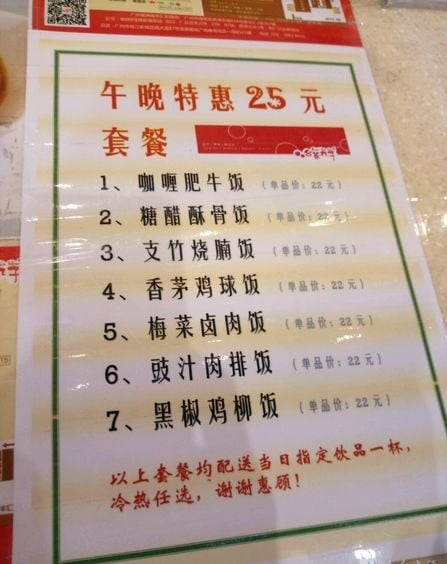 午晚特惠 25 元
套餐
1、咖喱肥牛饭 (单品价:22元)
2、糖醋酥骨饭 (单品价:22元)
3、支竹烧腩饭 (单品价:22元)
4、香茅鸡球饭 (单品价:22元)
5、梅菜卤肉饭 (单品价:22元)
6、豉汁肉排饭 (单品价:22元)
7、黑椒鸡柳饭 (单品价:22元)
以上套餐均配送当日指定饮品一杯,
冷热任选,谢谢惠顾!